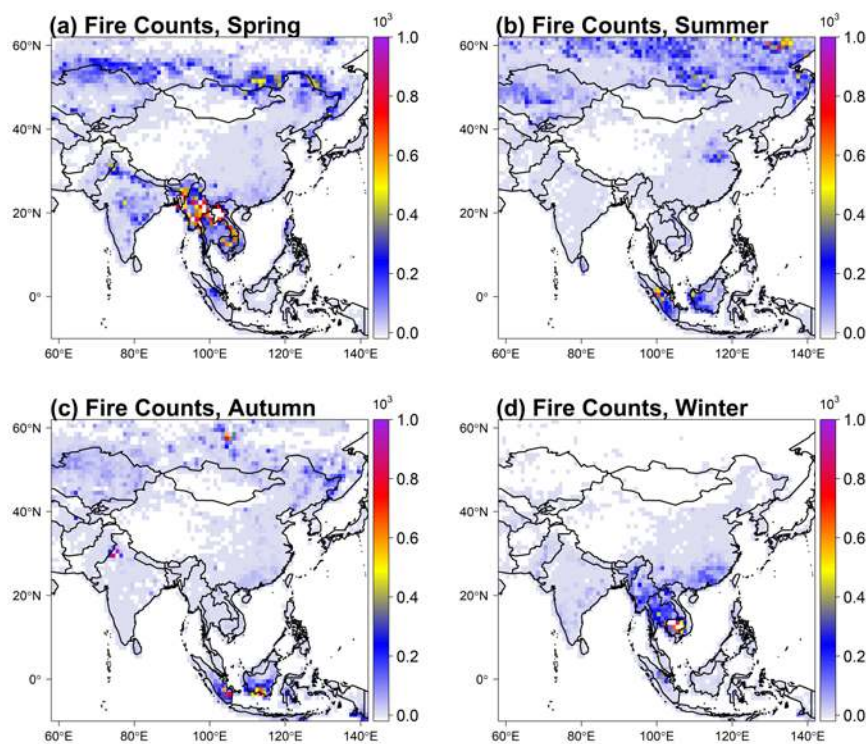 (a) Fire Counts, Spring
10³
60°N
40°N
20°N
0°
60°E
80°E
100°E
120°E
140°E
1.0
0.8
0.6
0.4
0.2
0.0
(b) Fire Counts, Summer
10³
60°N
40°N
20°N
0°
60°E
80°E
100°E
120°E
140°E
1.0
0.8
0.6
0.4
0.2
0.0
(c) Fire Counts, Autumn
10³
60°N
40°N
20°N
0°
60°E
80°E
100°E
120°E
140°E
1.0
0.8
0.6
0.4
0.2
0.0
(d) Fire Counts, Winter
10³
60°N
40°N
20°N
0°
60°E
80°E
100°E
120°E
140°E
1.0
0.8
0.6
0.4
0.2
0.0